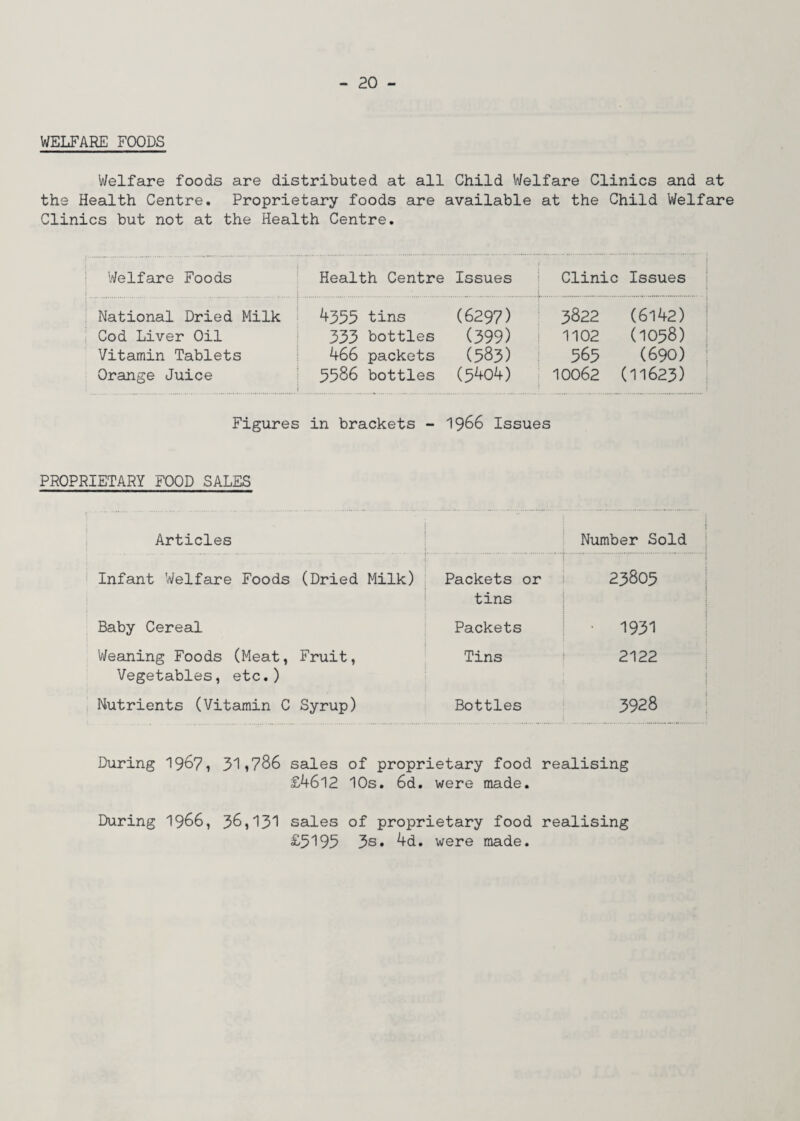 - 20 -
WELFARE FOODS
Welfare foods are distributed at all Child Welfare Clinics and at
the Health Centre. Proprietary foods are available at the Child Welfare
Clinics but not at the Health Centre.
Welfare Foods Health Centre Issues Clinic Issues
National Dried Milk 4355 tins (6297) 3822 (6142)
Cod Liver Oil 333 bottles (399) 1102 (1058)
Vitamin Tablets 466 packets (583) 565 (690)
Orange Juice 5586 bottles (5404) 10062 (11623)
Figures in brackets - 1966 Issues
PROPRIETARY FOOD SALES
Articles Number Sold
Infant Welfare Foods (Dried Milk) Packets or 23805
tins
Baby Cereal Packets 1931
Weaning Foods (Meat, Fruit, Tins 2122
Vegetables, etc.)
Nutrients (Vitamin C Syrup) Bottles 3928
During 1967, 31,786 sales of proprietary food realising
£4612 10s. 6d. were made.
During 1966, 36,131 sales of proprietary food realising
£5195 3s. 4d. were made.